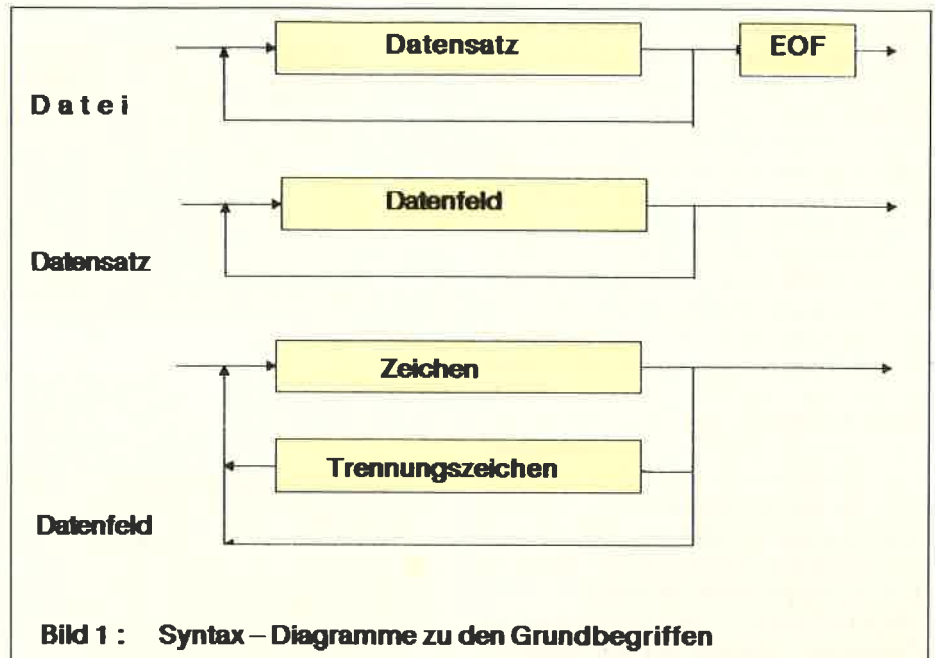 Datensatz
EOF
D a t e i
Datenfeld
Datensatz
Zeichen
Trennungszeichen
Datenfeld
Bild 1 : Syntax – Diagramme zu den Grundbegriffen